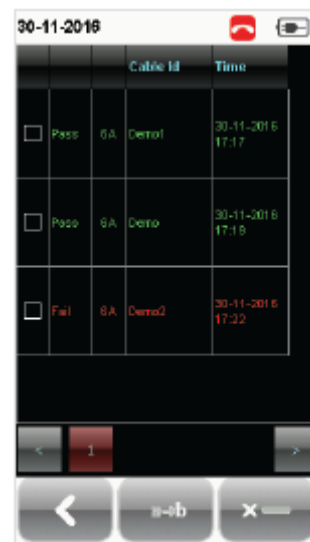 30-11-2016
Cable Id Time
Pass 6A Demo1 30-11-2016
17:17
Pass 6A Demo 30-11-2016
17:19
Fail 6A Demo2 30-11-2016
17:22
< 1 >
a→b